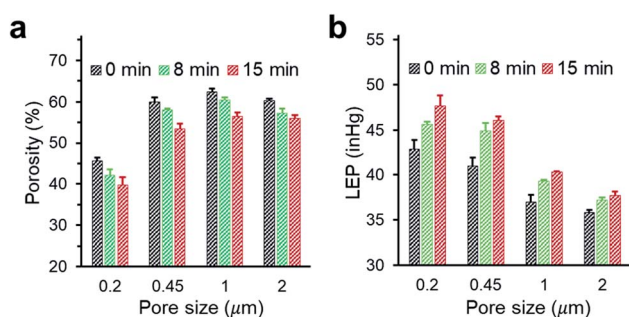 a
Porosity (%)
70
60
50
40
30
20
0 min 8 min 15 min
0.2 0.45 1 2
Pore size (μm)
b
LEP (inHg)
55
50
45
40
35
30
0 min 8 min 15 min
0.2 0.45 1 2
Pore size (μm)